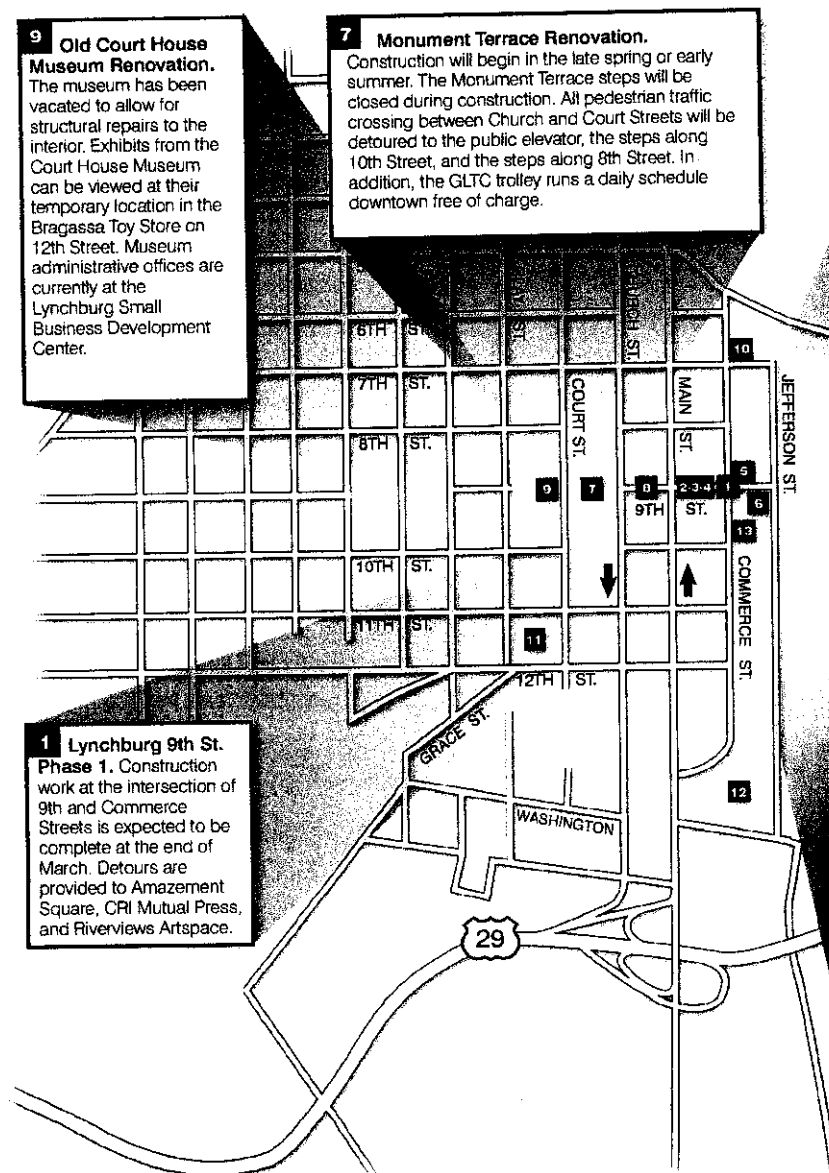 9 Old Court House
Museum Renovation.
The museum has been
vacated to allow for
structural repairs to the
interior. Exhibits from the
Court House Museum
can be viewed at their
temporary location in the
Bragassa Toy Store on
12th Street. Museum
administrative offices are
currently at the
Lynchburg Small
Business Development
Center.
7 Monument Terrace Renovation.
Construction will begin in the late spring or early
summer. The Monument Terrace steps will be
closed during construction. All pedestrian traffic
crossing between Church and Court Streets will be
detoured to the public elevator, the steps along
10th Street, and the steps along 8th Street. In
addition, the GLTC trolley runs a daily schedule
downtown free of charge.
6TH ST.
ST.
ST.
10
7TH ST.
COURT ST.
MAIN ST.
JEFFERSON ST.
8TH ST.
9
7
8
2-3-4
1
5
6
9TH ST.
13
10TH ST.
COMMERCE ST.
11TH ST.
11
12TH ST.
GRACE ST.
1 Lynchburg 9th St.
Phase 1. Construction
work at the intersection of
9th and Commerce
Streets is expected to be
complete at the end of
March. Detours are
provided to Amazement
Square, CRI Mutual Press,
and Riverviews Artspace.
12
WASHINGTON
29